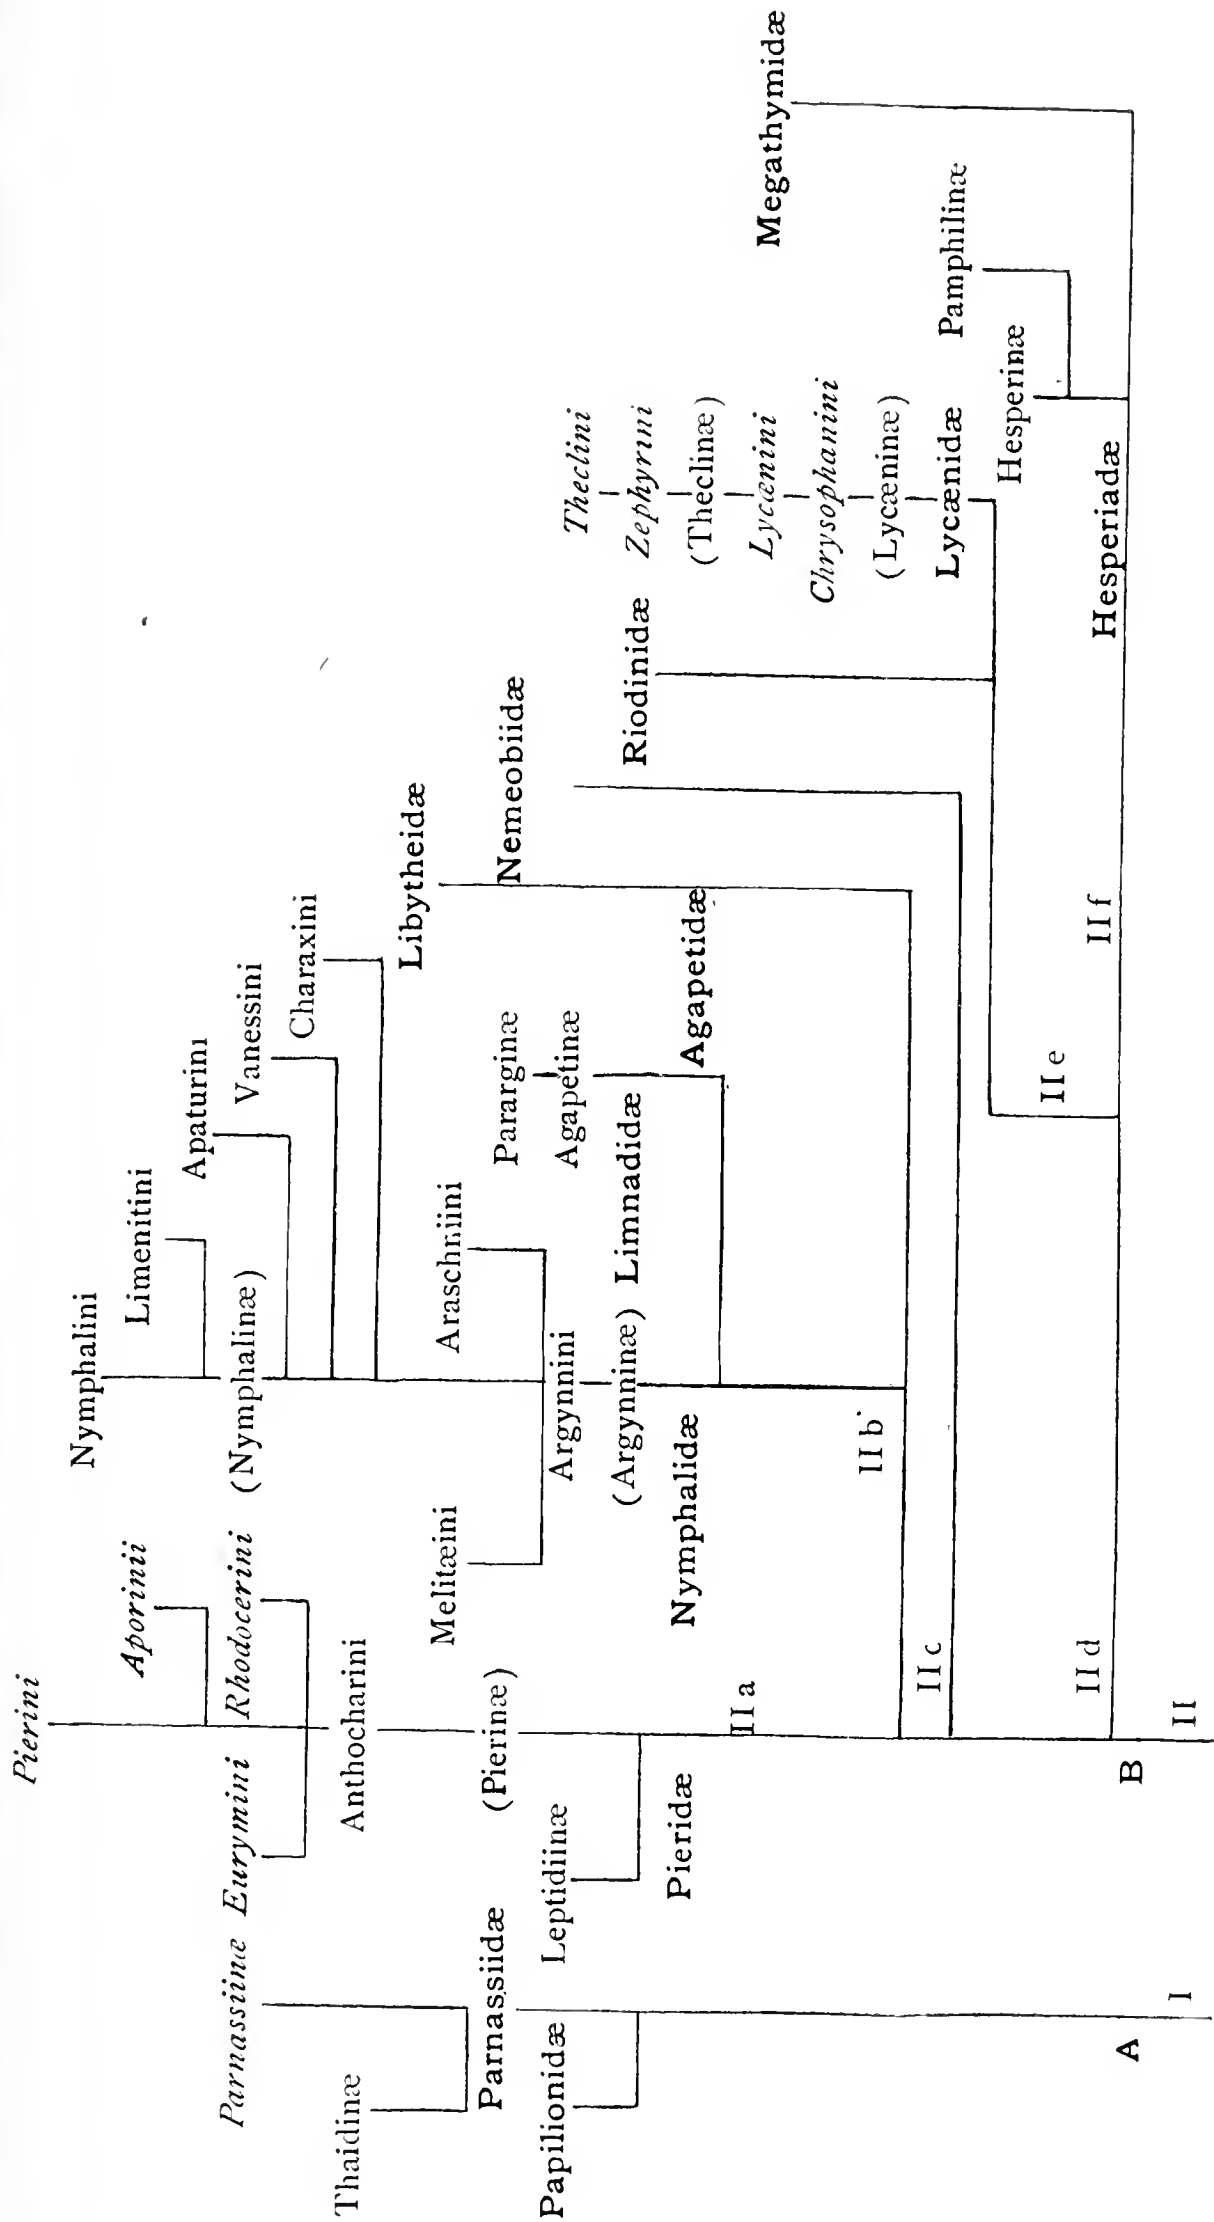 Pierini
Nymphalini
Aporinii
Limenitini
Parnassiinæ
Eurymini
Rhodocerini
(Nymphalinæ)
Apaturini
Vanessini
Charaxini
Thaidinæ
Anthocharini
Libytheidæ
Melitæini
Araschniini
Parnassiidæ
(Pierinæ)
Pararginæ
Nemeobiidæ
Papilionidæ
Leptidiinæ
Argynnini
Agapetinæ
Theclini
(Argynninæ)
Limnadidæ
Riodinidæ
Zephyrini
Pieridæ
Nymphalidæ
Agapetidæ
(Theclinæ)
II a
Lycænini
Megathymidæ
Chrysophanini
II b
(Lycæninæ)
II c
Lycænidæ
Pamphilinæ
Hesperinæ
II e
II d
II f
Hesperiadæ
A
B
I
II